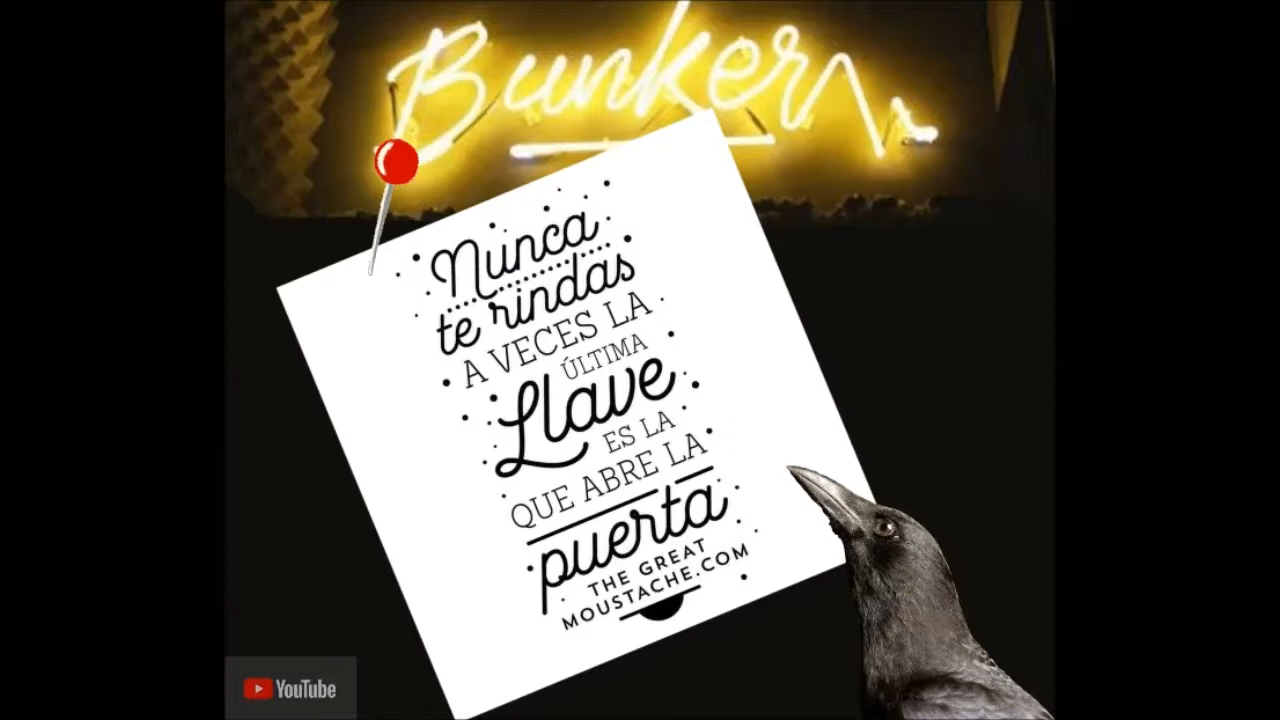 Bunker
Nunca
te rindas
A VECES LA
ÚLTIMA
Llave
ES LA
QUE ABRE LA
puerta
THE GREAT
MOUSTACHE.COM
YouTube